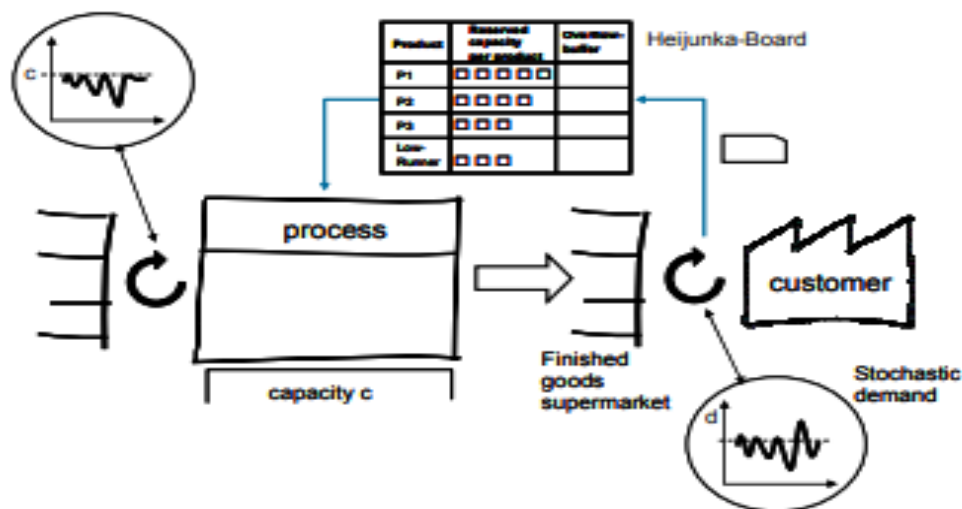 Product
Reserved
capacity
per product
Overflow-
buffer
Heijunka-Board
P1
P2
P3
Low-
Runner
c
process
customer
capacity c
Finished
goods
supermarket
Stochastic
demand
d